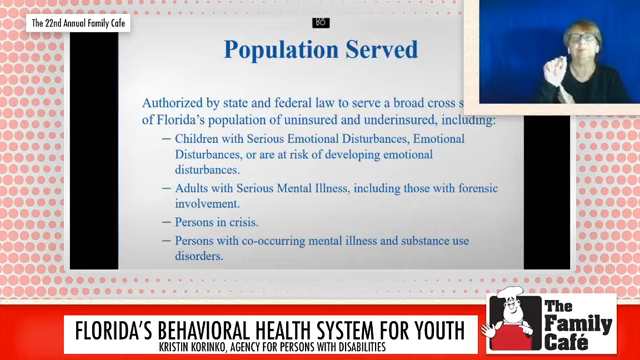 The 22nd Annual Family Cafe
Population Served
Authorized by state and federal law to serve a broad cross s
of Florida's population of uninsured and underinsured, including:
– Children with Serious Emotional Disturbances, Emotional
Disturbances, or are at risk of developing emotional
disturbances.
– Adults with Serious Mental Illness, including those with forensic
involvement.
– Persons in crisis.
– Persons with co-occurring mental illness and substance use
disorders.
FLORIDA'S BEHAVIORAL HEALTH SYSTEM FOR YOUTH
KRISTIN KORINKO, AGENCY FOR PERSONS WITH DISABILITIES
The
Family
Café